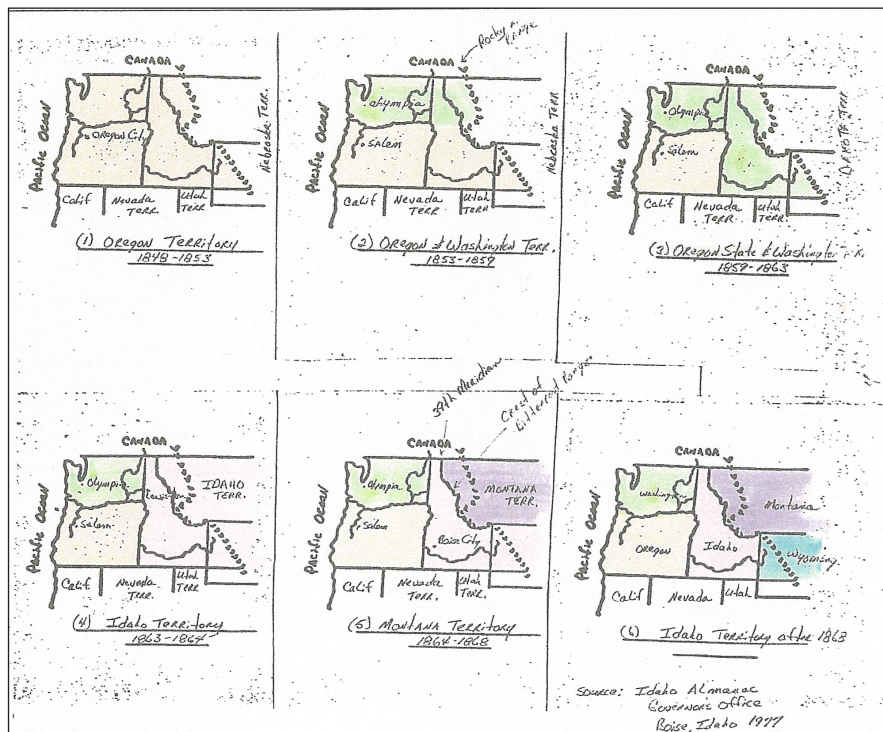 CANADA
Pacific Ocean
Oregon City
Nebraska Terr.
Calif
Nevada
Terr.
Utah
Terr
(1) Oregon Territory
1848-1853
Rocky Mt
Range
CANADA
Pacific Ocean
Olympia
Salem
Nebraska Terr
Calif
Nevada
Terr.
Utah
Terr
(2) Oregon & Washington Terr.
1853-1859
CANADA
Pacific Ocean
Olympia
Salem
Dakota Terr
Calif
Nevada
Terr.
Utah
Terr
(3) Oregon State & Washington
1859-1863
CANADA
Pacific Ocean
Olympia
Salem
Lewiston
IDAHO
Terr.
Calif
Nevada
Terr.
Utah
Terr
(4) Idaho Territory
1863-1864
39th Meridian
Crest of
Bitterroot Range
CANADA
Pacific Ocean
Olympia
Salem
Boise City
MONTANA
Terr.
Calif
Nevada
Terr.
Utah
Terr.
(5) Montana Territory
1864-1868
CANADA
Pacific Ocean
Washington
Oregon
Idaho
Montana
Wyoming
Calif
Nevada
Utah
(6) Idaho Territory after 1868
Source: Idaho Almanac
Governor's Office
Boise, Idaho 1977